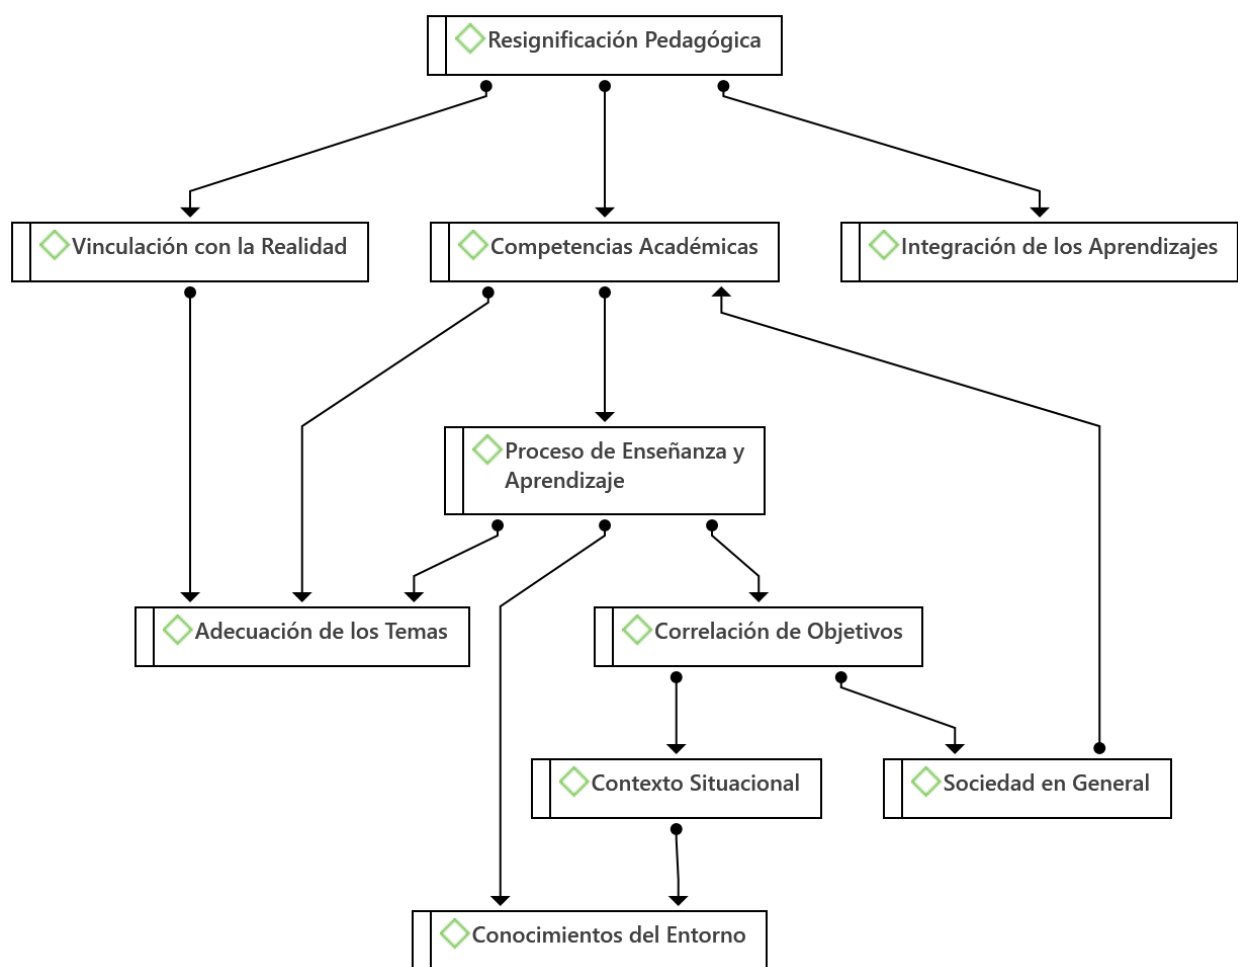 Resignificación Pedagógica
Vinculación con la Realidad
Competencias Académicas
Integración de los Aprendizajes
Proceso de Enseñanza y
Aprendizaje
Adecuación de los Temas
Correlación de Objetivos
Contexto Situacional
Sociedad en General
Conocimientos del Entorno